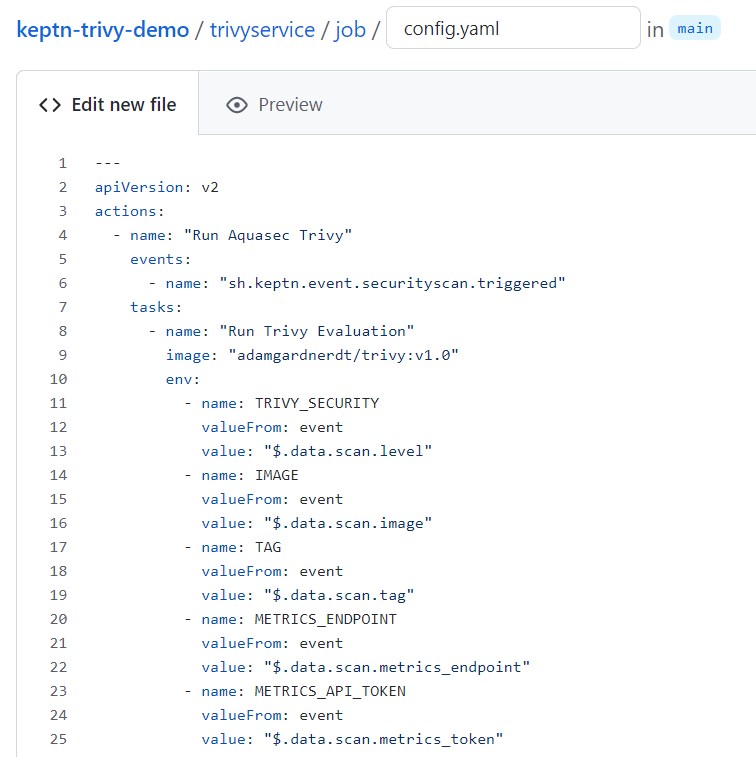 keptn-trivy-demo / trivyservice / job / config.yaml in main
<> Edit new file Preview
1 ---
2 apiVersion: v2
3 actions:
4   - name: "Run Aquasec Trivy"
5     events:
6       - name: "sh.keptn.event.securityscan.triggered"
7     tasks:
8       - name: "Run Trivy Evaluation"
9         image: "adamgardnerdt/trivy:v1.0"
10         env:
11           - name: TRIVY_SECURITY
12             valueFrom: event
13             value: "$.data.scan.level"
14           - name: IMAGE
15             valueFrom: event
16             value: "$.data.scan.image"
17           - name: TAG
18             valueFrom: event
19             value: "$.data.scan.tag"
20           - name: METRICS_ENDPOINT
21             valueFrom: event
22             value: "$.data.scan.metrics_endpoint"
23           - name: METRICS_API_TOKEN
24             valueFrom: event
25             value: "$.data.scan.metrics_token"